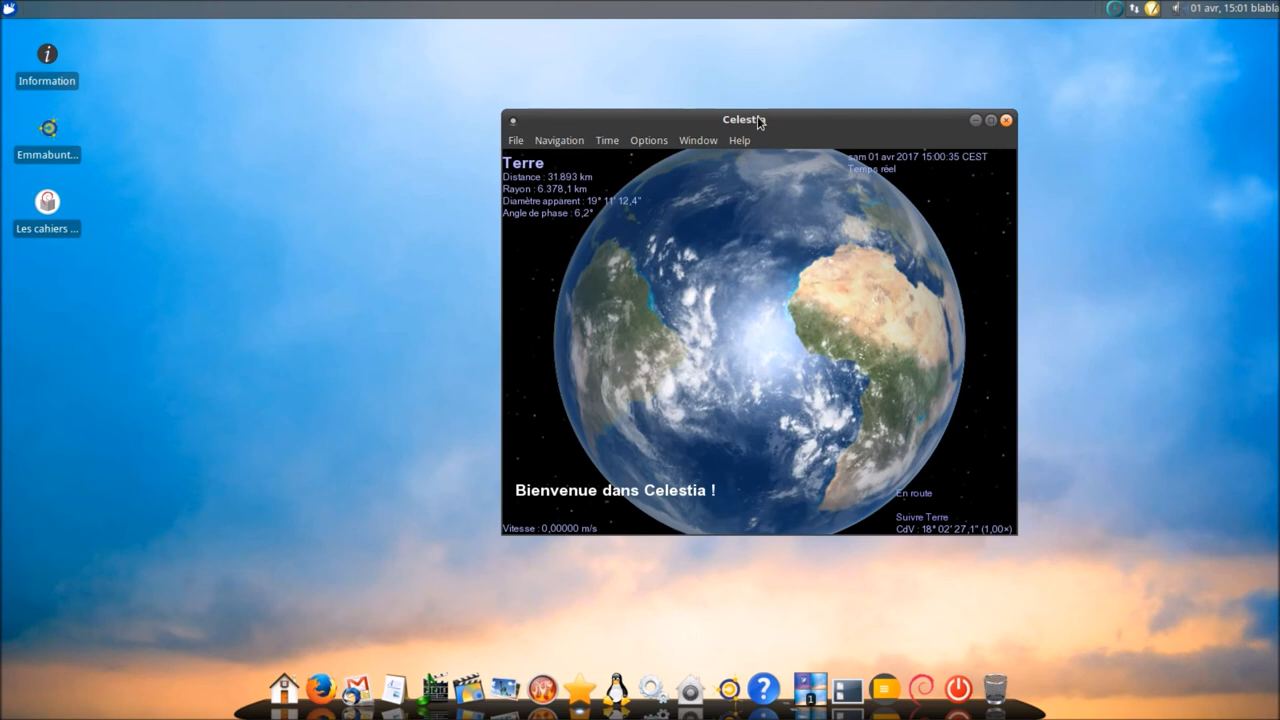 01 avr, 15:01 blabla
Information
Emmabunt...
Les cahiers ...
Celestia
File Navigation Time Options Window Help
Terre
Distance : 31.893 km
Rayon : 6.378,1 km
Diamètre apparent : 19° 11' 12,4"
Angle de phase : 6,2°
sam 01 avr 2017 15:00:35 CEST
Temps réel
Bienvenue dans Celestia !
En route
Suivre Terre
Vitesse : 0,00000 m/s
CdV : 18° 02' 27,1" (1,00×)
1